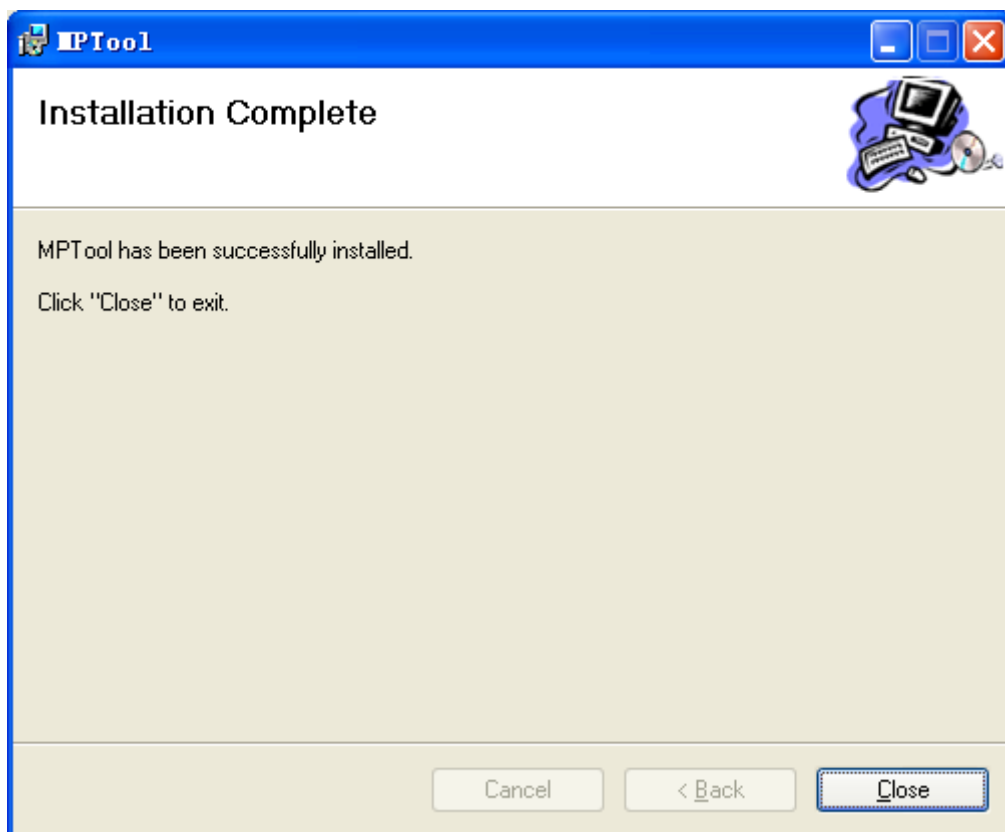 MPTool
Installation Complete
MPTool has been successfully installed.
Click "Close" to exit.
Cancel
< Back
Close